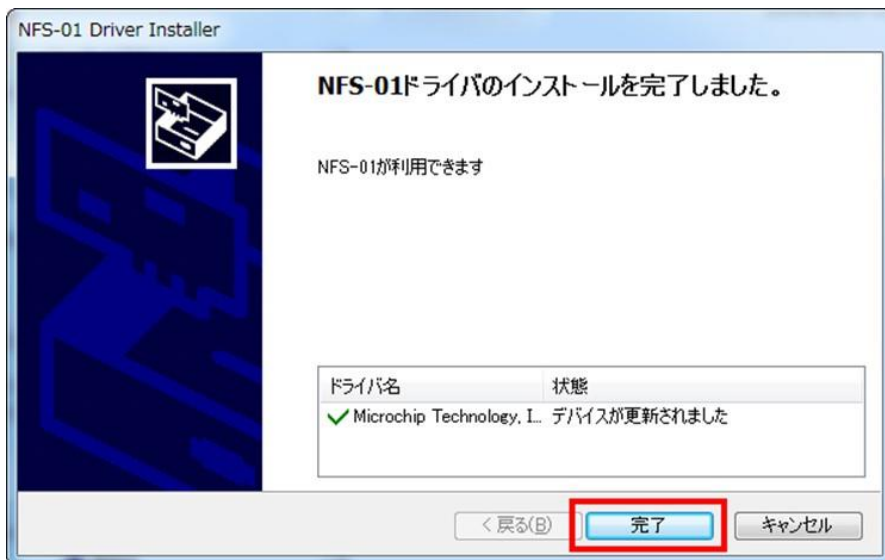 NFS-01 Driver Installer
NFS-01ドライバのインストールを完了しました。
NFS-01が利用できます
ドライバ名 状態
Microchip Technology, I... デバイスが更新されました
< 戻る(B) 完了 キャンセル